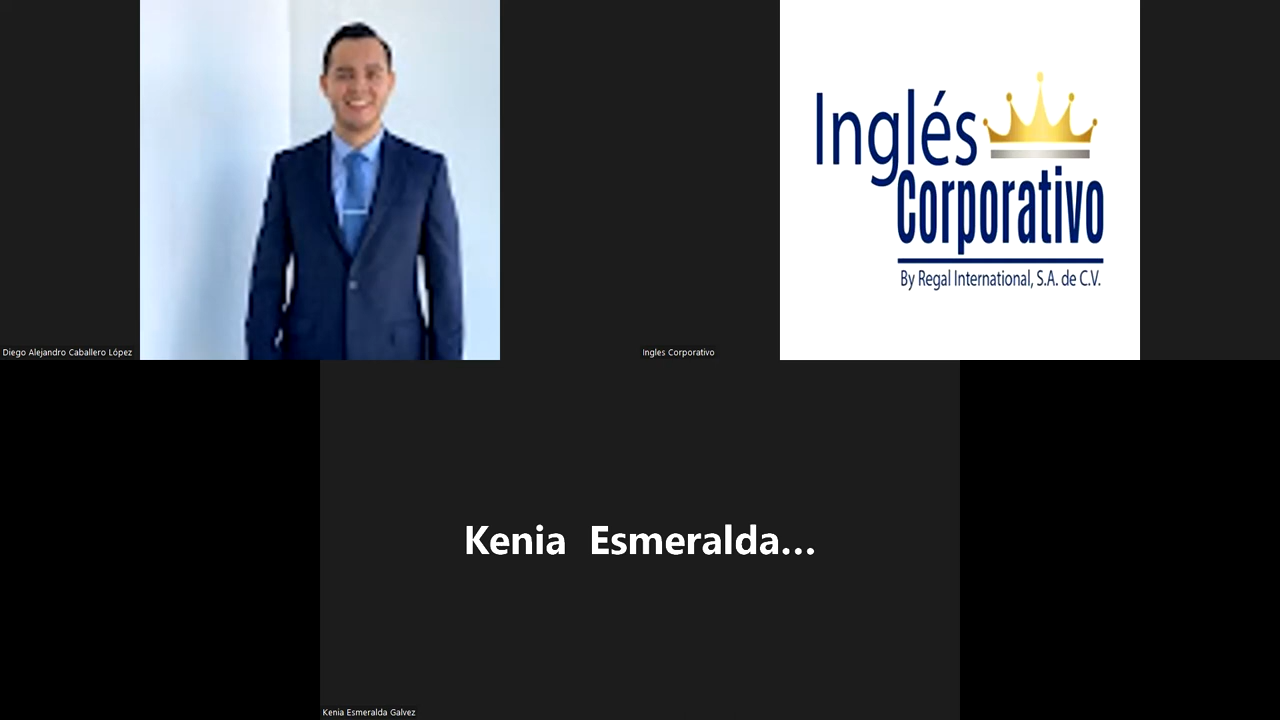 Inglés
Corporativo
By Regal International, S.A. de C.V.
Diego Alejandro Caballero López
Ingles Corporativo
Kenia Esmeralda...
Kenia Esmeralda Galvez